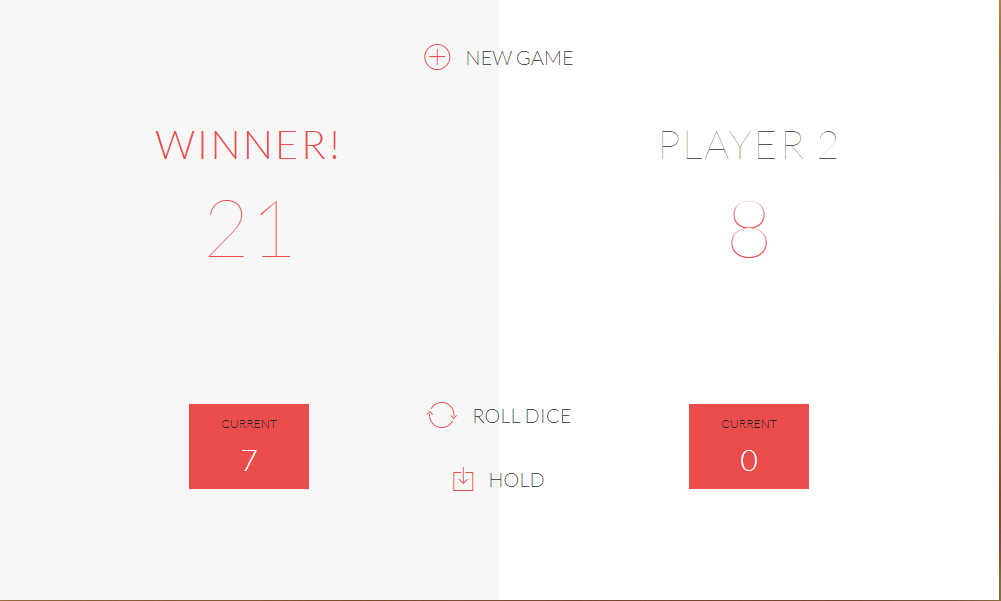 NEW GAME
WINNER!
21
PLAYER 2
8
CURRENT
7
ROLL DICE
HOLD
CURRENT
0